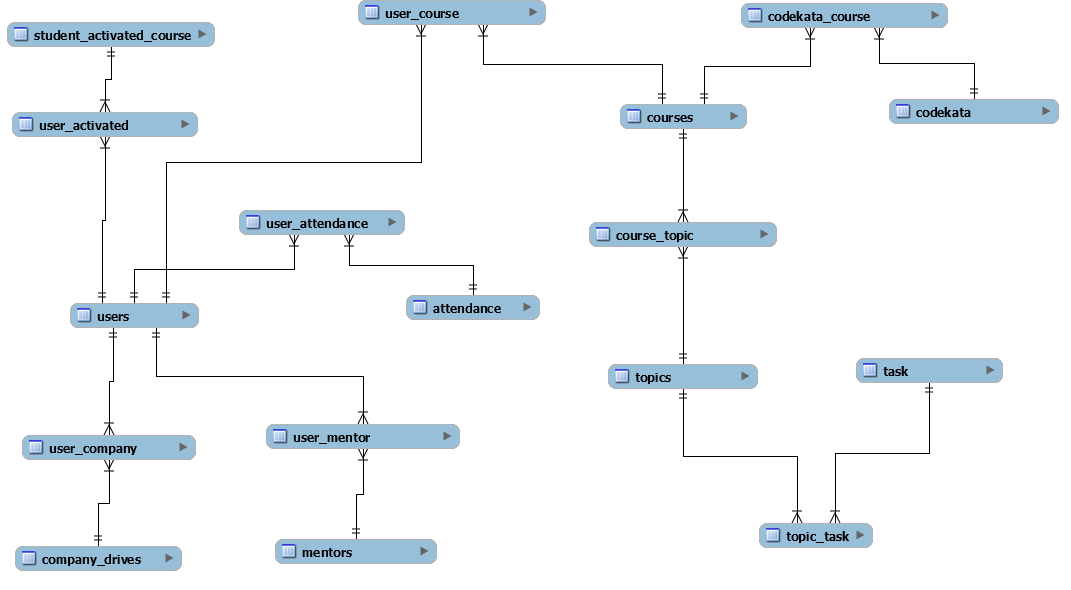 user_course
codekata_course
student_activated_course
codekata
courses
user_activated
user_attendance
course_topic
attendance
users
task
topics
user_mentor
user_company
topic_task
mentors
company_drives